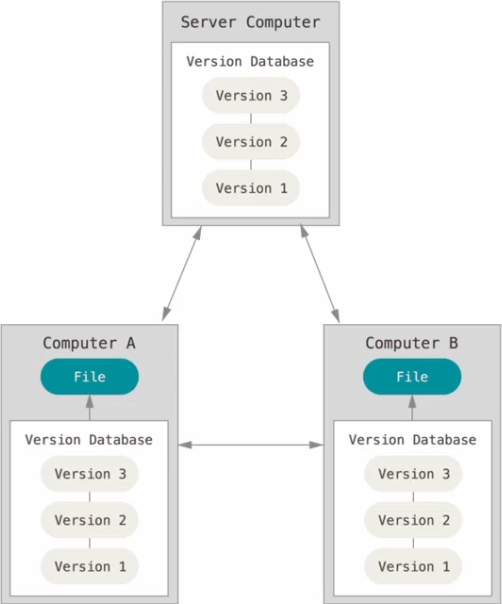 Server Computer
Version Database
Version 3
Version 2
Version 1
Computer A
File
Version Database
Version 3
Version 2
Version 1
Computer B
File
Version Database
Version 3
Version 2
Version 1